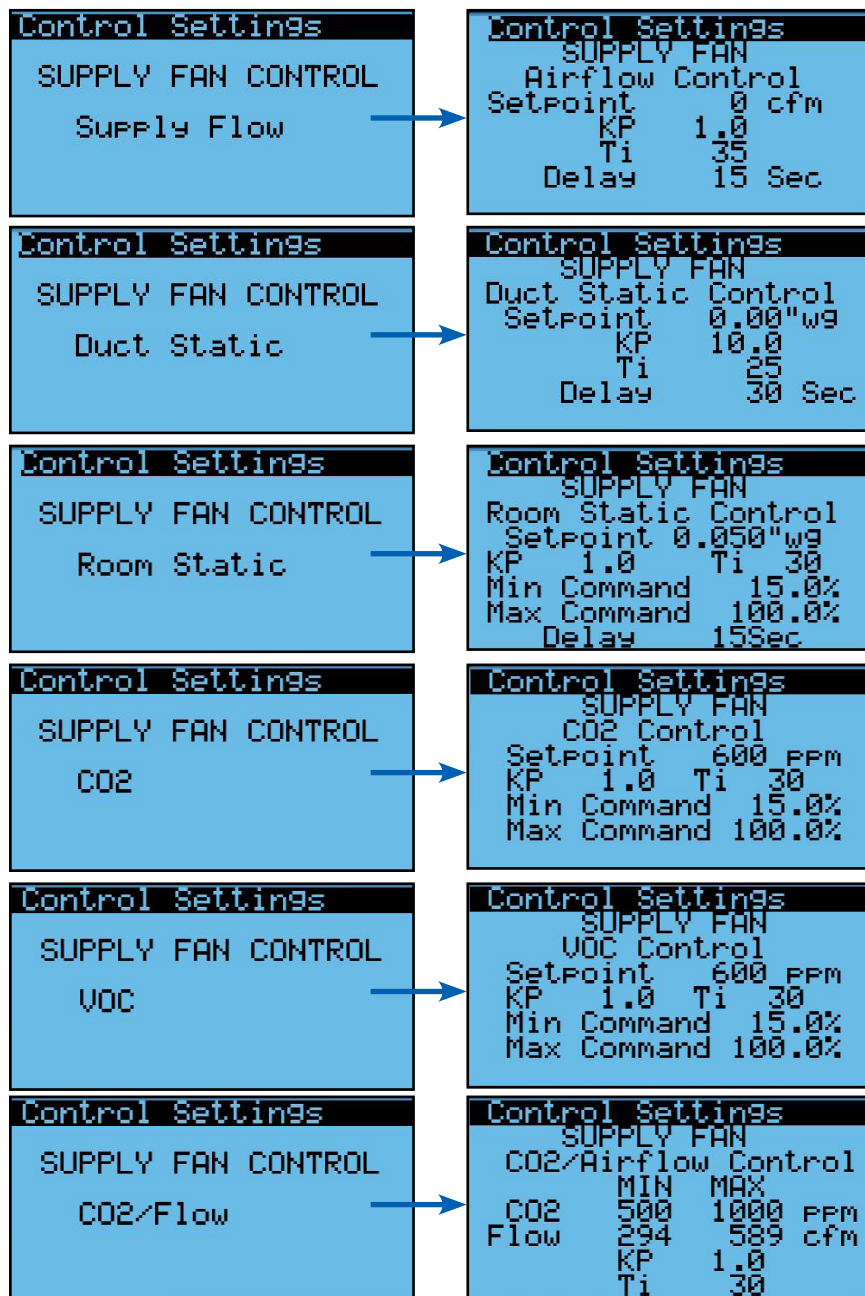 Control Settings
SUPPLY FAN CONTROL
Supply Flow
Control Settings
SUPPLY FAN
Airflow Control
Setpoint 0 cfm
KP 1.0
Ti 35
Delay 15 Sec
Control Settings
SUPPLY FAN CONTROL
Duct Static
Control Settings
SUPPLY FAN
Duct Static Control
Setpoint 0.00"wg
KP 10.0
Ti 25
Delay 30 Sec
Control Settings
SUPPLY FAN CONTROL
Room Static
Control Settings
SUPPLY FAN
Room Static Control
Setpoint 0.050"wg
KP 1.0 Ti 30
Min Command 15.0%
Max Command 100.0%
Delay 15Sec
Control Settings
SUPPLY FAN CONTROL
CO2
Control Settings
SUPPLY FAN
CO2 Control
Setpoint 600 ppm
KP 1.0 Ti 30
Min Command 15.0%
Max Command 100.0%
Control Settings
SUPPLY FAN CONTROL
VOC
Control Settings
SUPPLY FAN
VOC Control
Setpoint 600 ppm
KP 1.0 Ti 30
Min Command 15.0%
Max Command 100.0%
Control Settings
SUPPLY FAN CONTROL
CO2/Flow
Control Settings
SUPPLY FAN
CO2/Airflow Control
MIN MAX
CO2 500 1000 ppm
Flow 294 589 cfm
KP 1.0
Ti 30